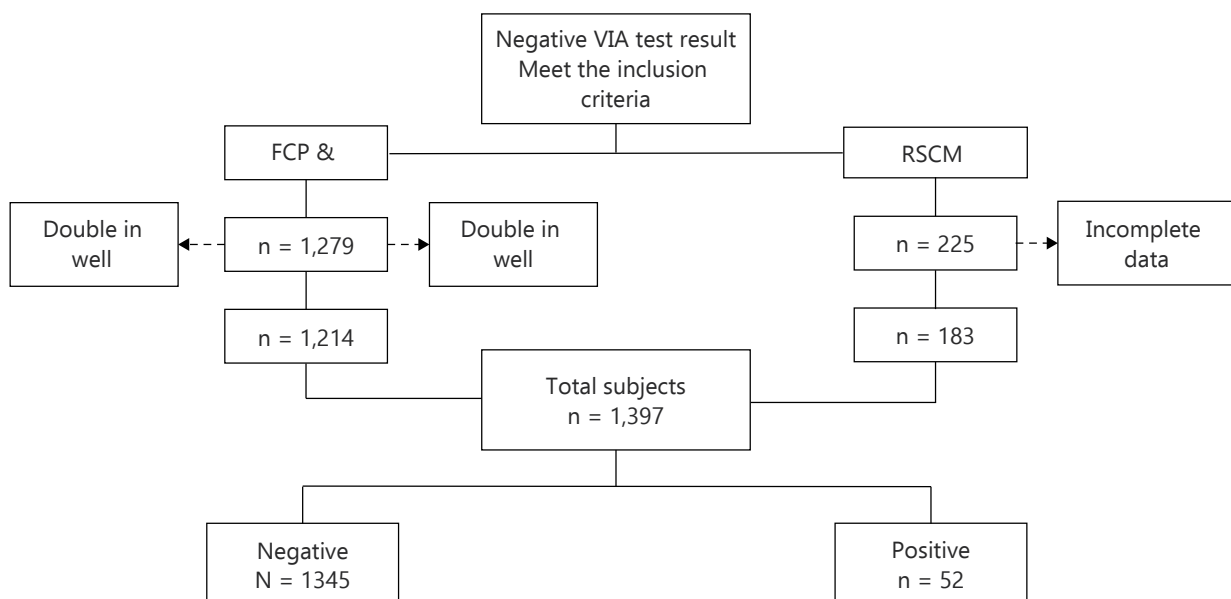 Negative VIA test result
Meet the inclusion
criteria
FCP &
RSCM
Double in
well
n = 1,279
Double in
well
n = 225
Incomplete
data
n = 1,214
n = 183
Total subjects
n = 1,397
Negative
N = 1345
Positive
n = 52